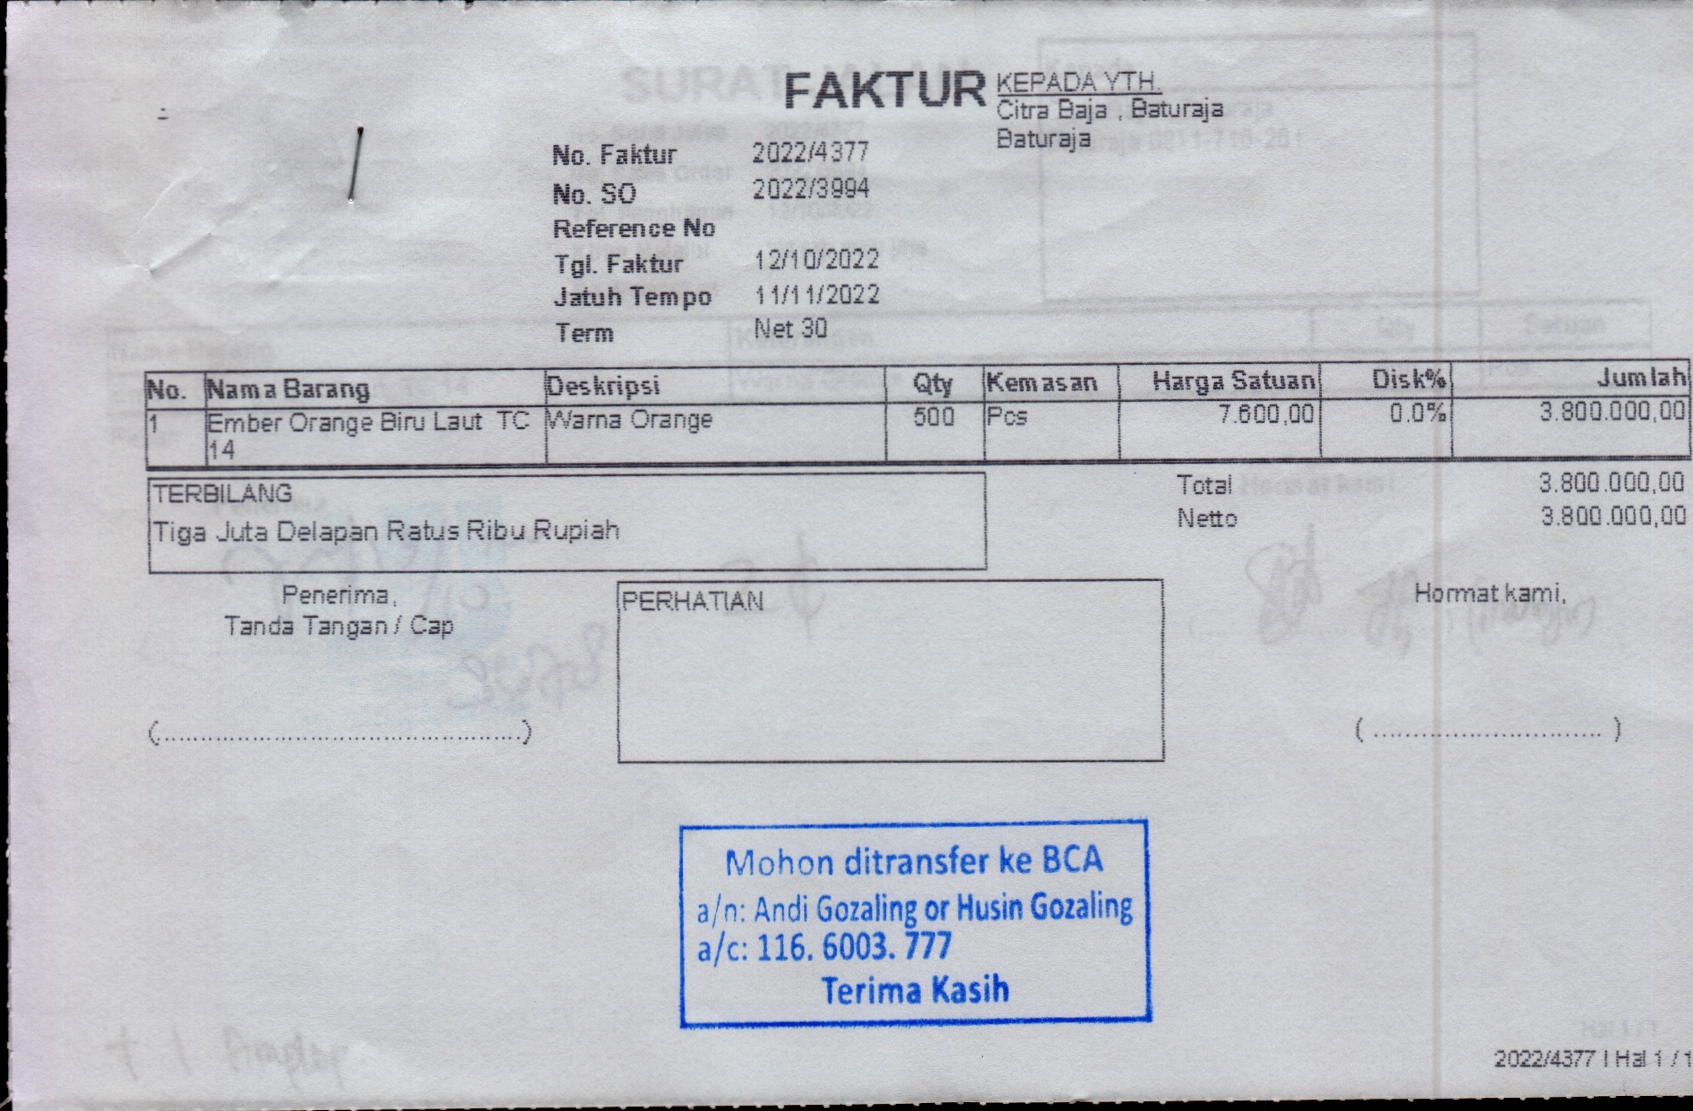 FAKTUR
KEPADA YTH.
Citra Baja , Baturaja
Baturaja
No. Faktur 2022/4377
No. SO 2022/3994
Reference No
Tgl. Faktur 12/10/2022
Jatuh Tempo 11/11/2022
Term Net 30
No. Nama Barang Deskripsi Qty Kemasan Harga Satuan Disk% Jumlah
1 Ember Orange Biru Laut TC 14 Warna Orange 500 Pcs 7.600,00 0.0% 3.800.000,00
TERBILANG
Tiga Juta Delapan Ratus Ribu Rupiah
Total 3.800.000,00
Netto 3.800.000,00
Penerima,
Tanda Tangan / Cap
PERHATIAN
Hormat kami,
(..............................................)
( ............................. )
Mohon ditransfer ke BCA
a/n: Andi Gozaling or Husin Gozaling
a/c: 116. 6003. 777
Terima Kasih
2022/4377 | Hal 1 / 1